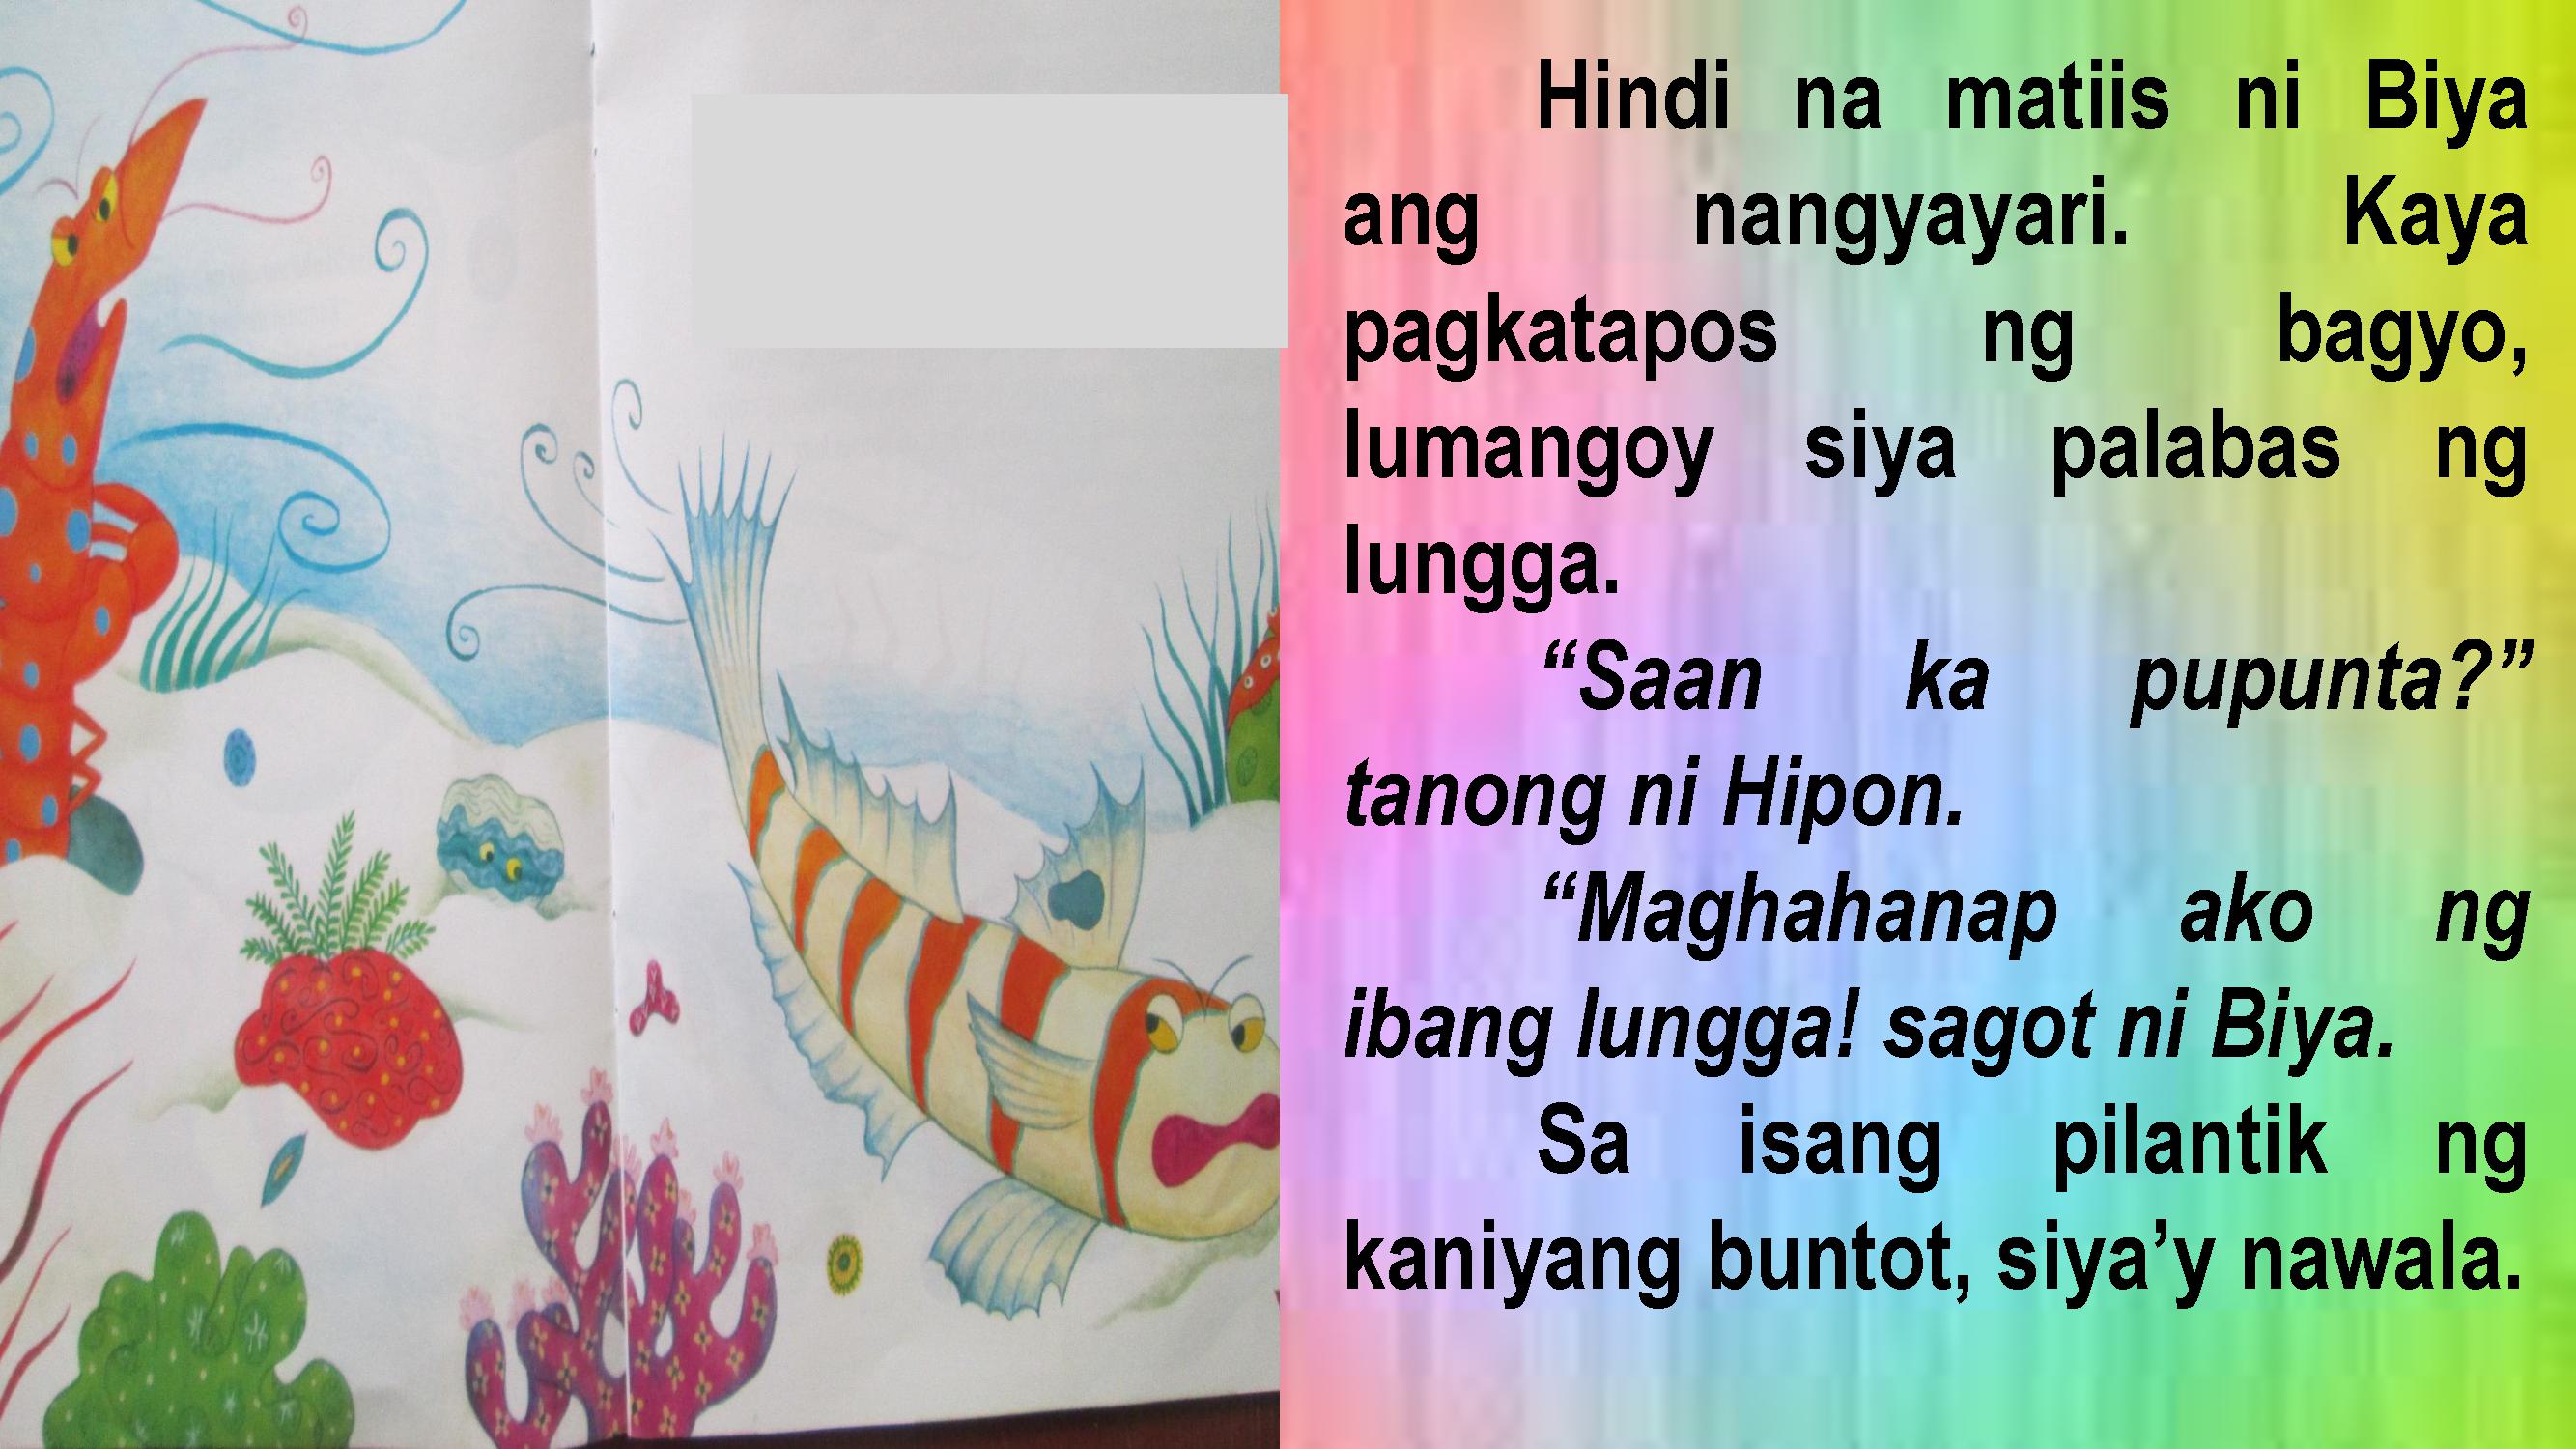 Hindi na matiis ni Biya
ang nangyayari. Kaya
pagkatapos ng bagyo,
lumangoy siya palabas ng
lungga.
“Saan ka pupunta?”
tanong ni Hipon.
“Maghahanap ako ng
ibang lungga! sagot ni Biya.
Sa isang pilantik ng
kaniyang buntot, siya’y nawala.